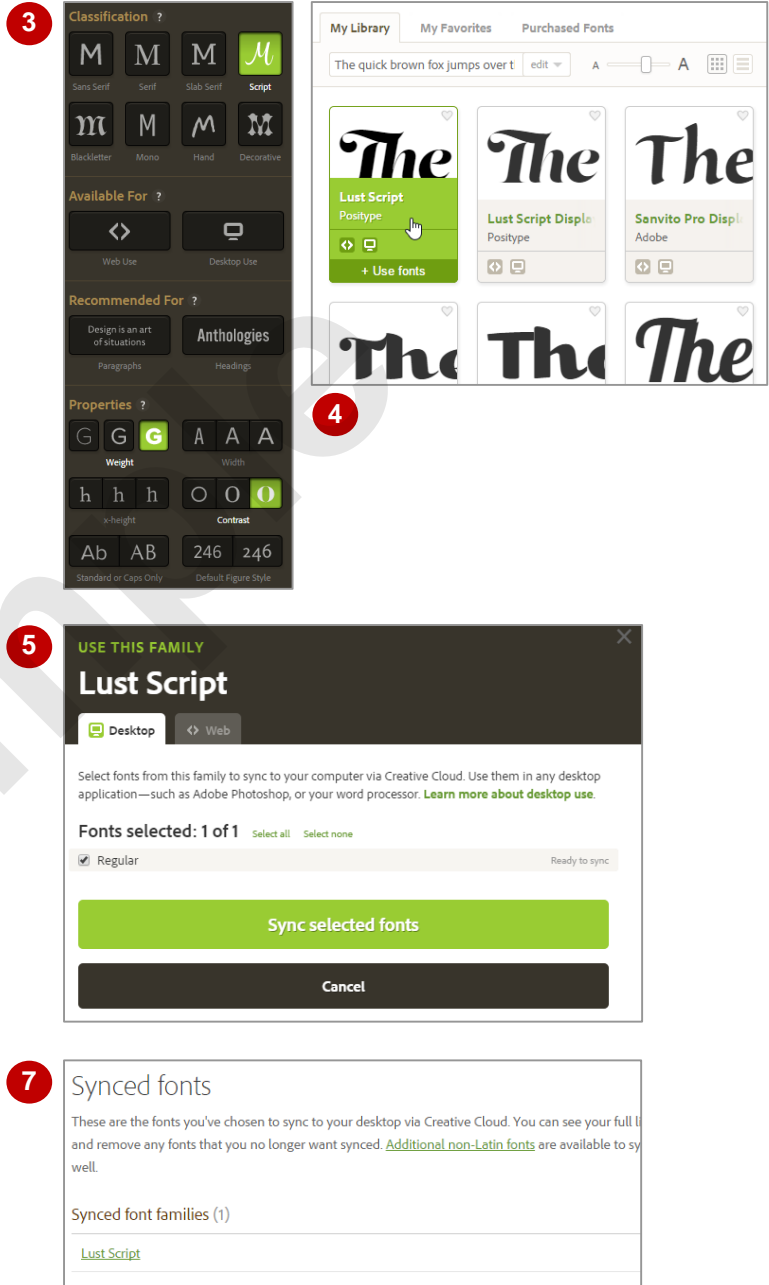 3
Classification ?
M M M M
Sans Serif Serif Slab Serif Script
M M M M
Blackletter Mono Hand Decorative
Available For ?
Web Use Desktop Use
Recommended For ?
Design is an art
of situations
Anthologies
Paragraphs Headings
Properties ?
G G G A A A
Weight Width
h h h O O O
x-height Contrast
Ab AB 246 246
Standard or Caps Only Default Figure Style
My Library My Favorites Purchased Fonts
The quick brown fox jumps over t edit A A
The The The
Lust Script
Positype
+ Use fonts
Lust Script Displa
Positype
Sanvito Pro Displ
Adobe
The The The
4
5
USE THIS FAMILY
Lust Script
Desktop Web
Select fonts from this family to sync to your computer via Creative Cloud. Use them in any desktop
application—such as Adobe Photoshop, or your word processor. Learn more about desktop use.
Fonts selected: 1 of 1 Select all Select none
Regular Ready to sync
Sync selected fonts
Cancel
7
Synced fonts
These are the fonts you've chosen to sync to your desktop via Creative Cloud. You can see your full li
and remove any fonts that you no longer want synced. Additional non-Latin fonts are available to sy
well.
Synced font families (1)
Lust Script